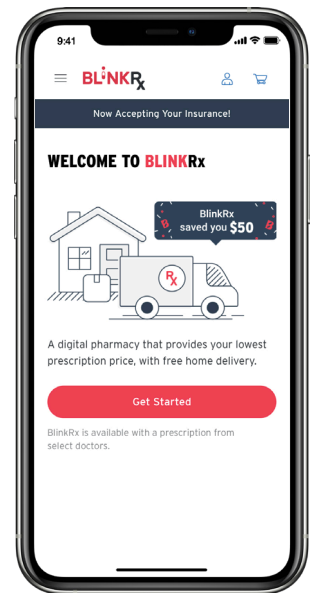 9:41
BLiNKRx
Now Accepting Your Insurance!
WELCOME TO BLINKRx
BlinkRx
saved you $50
Rx
A digital pharmacy that provides your lowest
prescription price, with free home delivery.
Get Started
BlinkRx is available with a prescription from
select doctors.